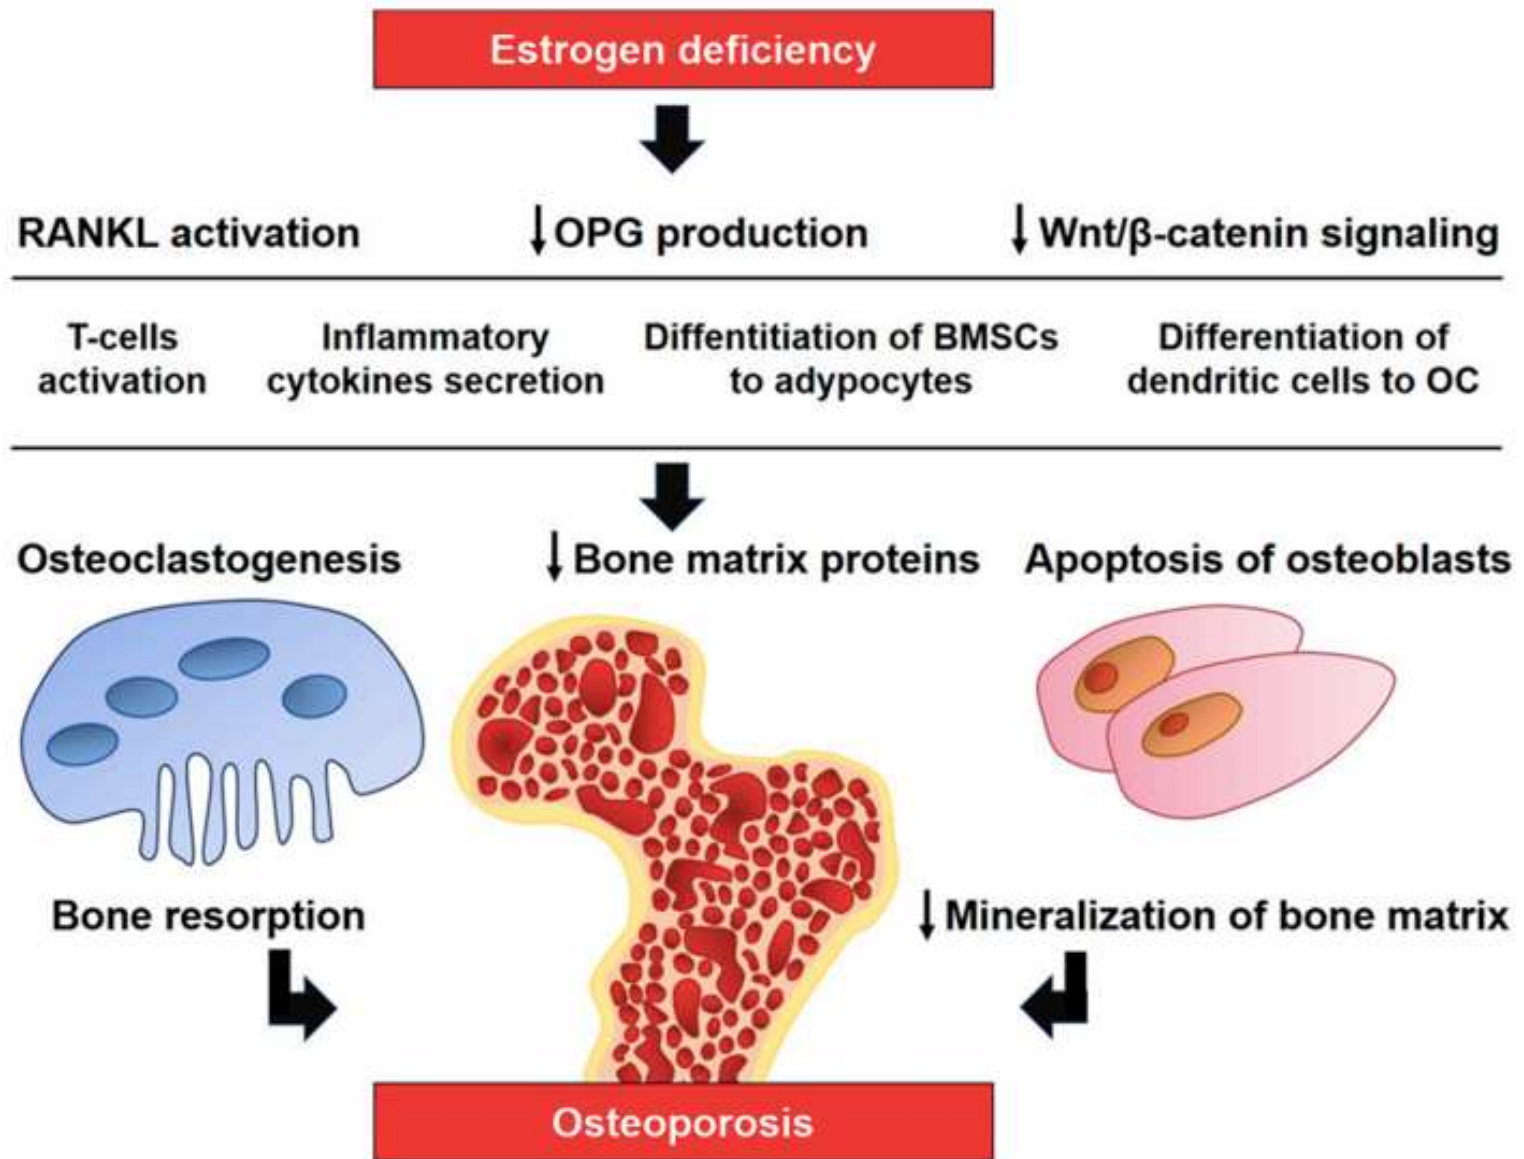 Estrogen deficiency
RANKL activation
↓OPG production
↓Wnt/β-catenin signaling
T-cells
activation
Inflammatory
cytokines secretion
Diffentitiation of BMSCs
to adypocytes
Differentiation of
dendritic cells to OC
Osteoclastogenesis
↓Bone matrix proteins
Apoptosis of osteoblasts
Bone resorption
↓Mineralization of bone matrix
Osteoporosis